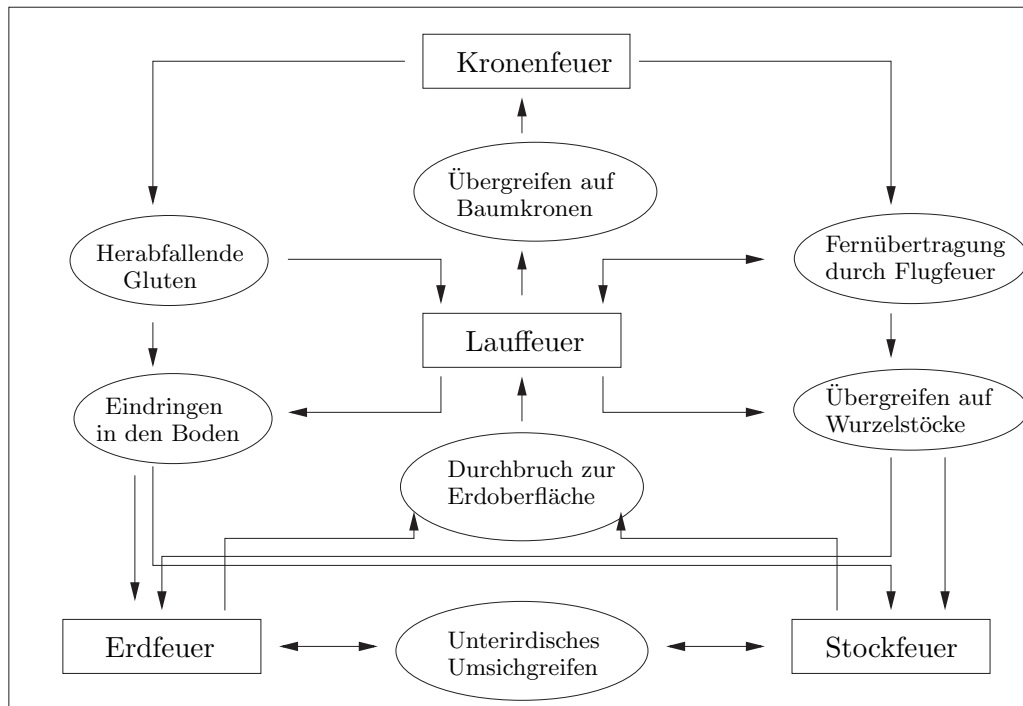 Kronenfeuer
Übergreifen auf
Baumkronen
Herabfallende
Gluten
Fernübertragung
durch Flugfeuer
Lauffeuer
Eindringen
in den Boden
Übergreifen auf
Wurzelstöcke
Durchbruch zur
Erdoberfläche
Erdfeuer
Unterirdisches
Umsichgreifen
Stockfeuer